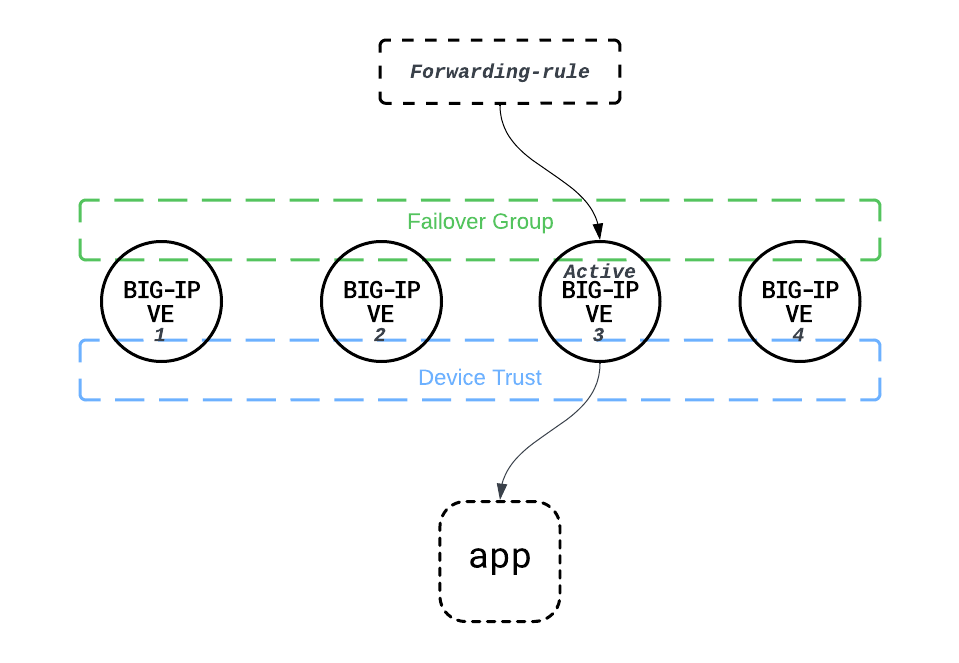 Forwarding-rule
Failover Group
BIG-IP
VE
1
BIG-IP
VE
2
Active
BIG-IP
VE
3
BIG-IP
VE
4
Device Trust
app